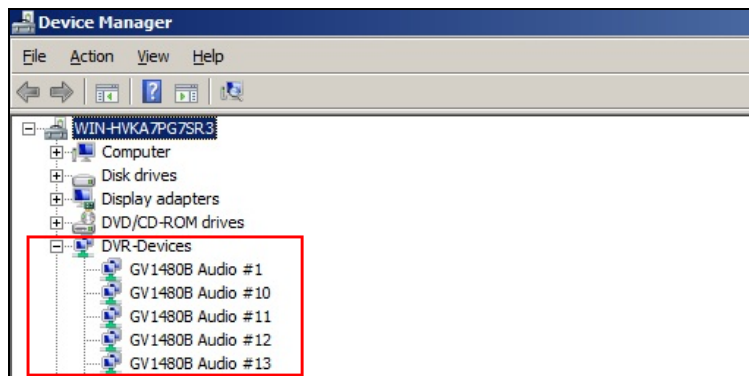 Device Manager
File Action View Help
WIN-HVKA7PG7SR3
Computer
Disk drives
Display adapters
DVD/CD-ROM drives
DVR-Devices
GV1480B Audio #1
GV1480B Audio #10
GV1480B Audio #11
GV1480B Audio #12
GV1480B Audio #13